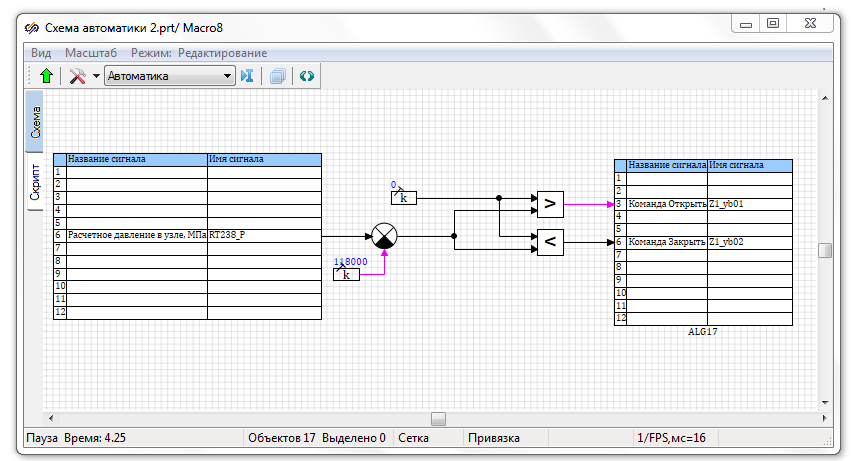 Схема автоматики 2.prt/ Macro8
Вид Масштаб Режим: Редактирование
Автоматика
Схема
Скрипт
Название сигнала Имя сигнала
1
2
3
4
5
6 Расчетное давление в узле, МПа RT238_P
7
8
9
10
11
12
0
k
118000
k
>
<
Название сигнала Имя сигнала
1
2
3 Команда Открыть Z1_yb01
4
5
6 Команда Закрыть Z1_yb02
7
8
9
10
11
12
ALG17
Пауза Время: 4.25 Объектов 17 Выделено 0 Сетка Привязка 1/FPS,мс=16